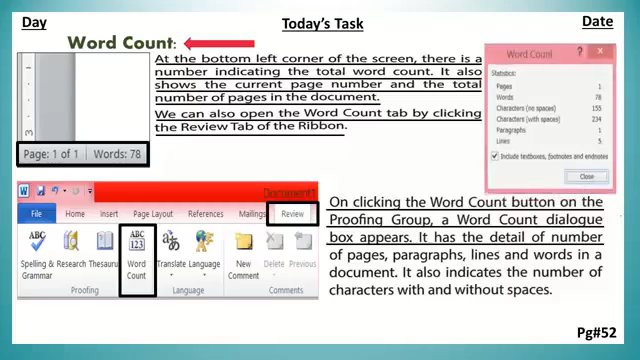 Day
Today's Task
Date
Word Count:
At the bottom left corner of the screen, there is a
number indicating the total word count. It also
shows the current page number and the total
number of pages in the document.
We can also open the Word Count tab by clicking
the Review Tab of the Ribbon.
3
Page: 1 of 1 Words: 78
Word Count
? x
Statistics:
Pages 1
Words 78
Characters (no spaces) 155
Characters (with spaces) 234
Paragraphs 1
Lines 5
Include textboxes, footnotes and endnotes
Close
W
Document1
File Home Insert Page Layout References Mailings Review
ABC ABC 123
Spelling & Grammar Research Thesauru Word Count Translate Language New Comment Delete Previous
Proofing Language Comments
On clicking the Word Count button on the
Proofing Group, a Word Count dialogue
box appears. It has the detail of number
of pages, paragraphs, lines and words in a
document. It also indicates the number of
characters with and without spaces.
Pg#52